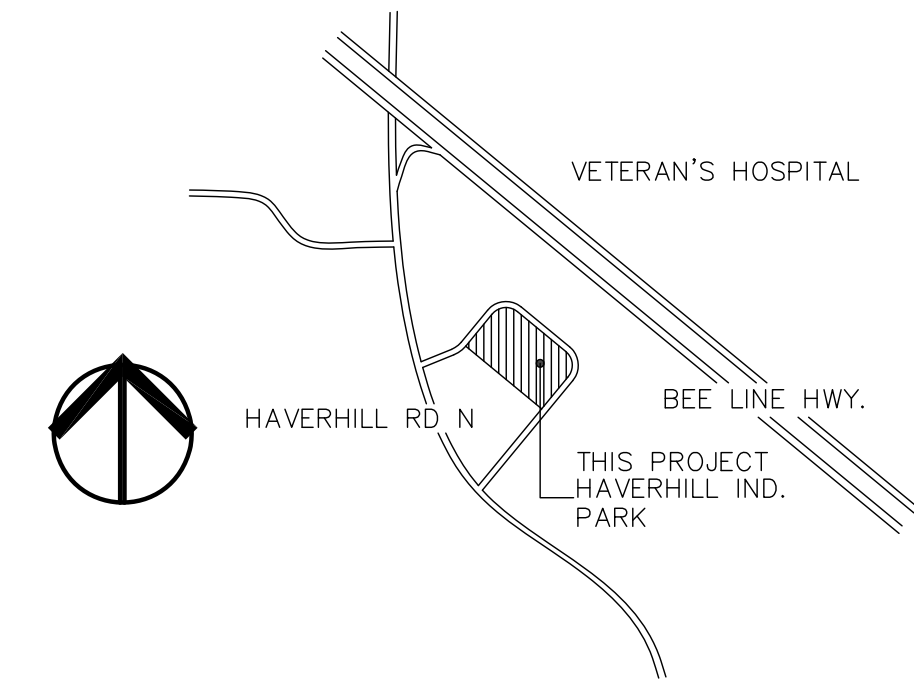 VETERAN'S HOSPITAL
BEE LINE HWY.
HAVERHILL RD N
THIS PROJECT
HAVERHILL IND.
PARK